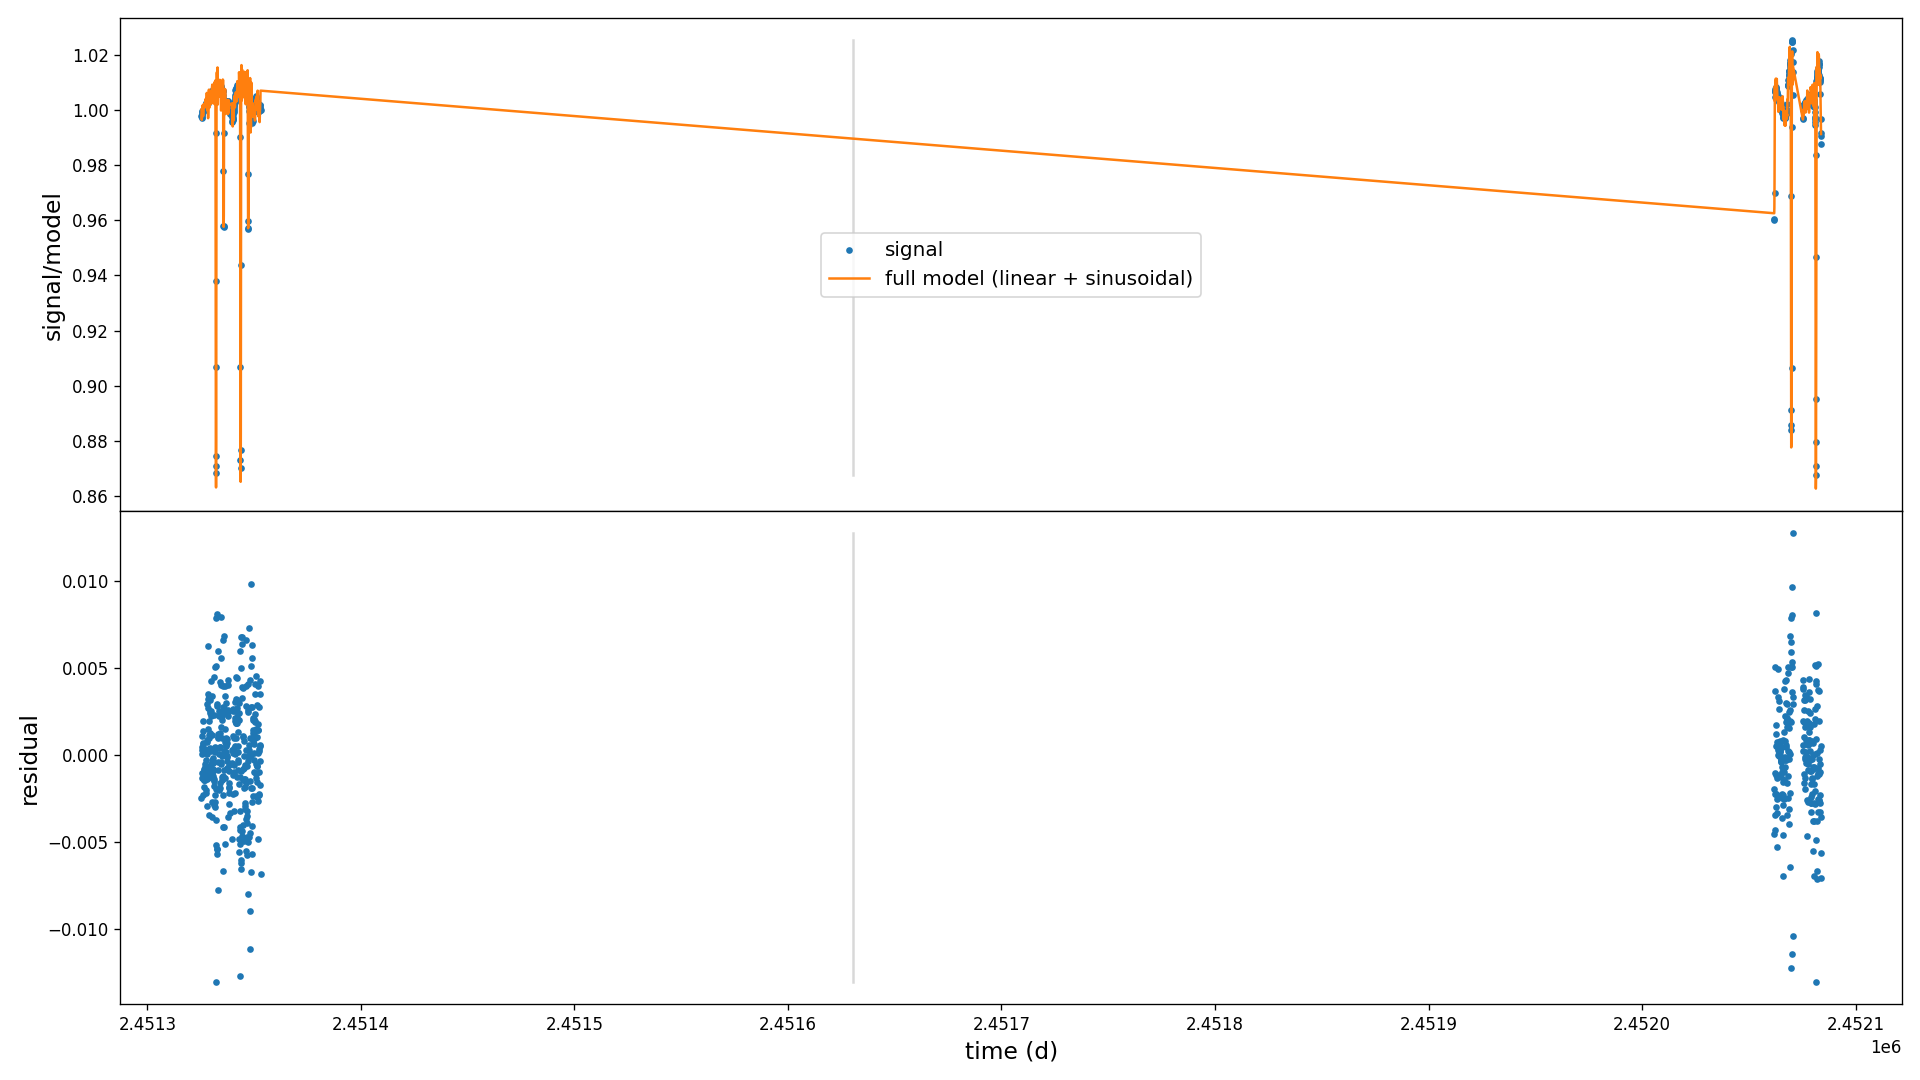 1.02
1.00
0.98
0.96
0.94
0.92
0.90
0.88
0.86
signal/model
signal
full model (linear + sinusoidal)
0.010
0.005
0.000
−0.005
−0.010
residual
2.4513 2.4514 2.4515 2.4516 2.4517 2.4518 2.4519 2.4520 2.4521
1e6
time (d)